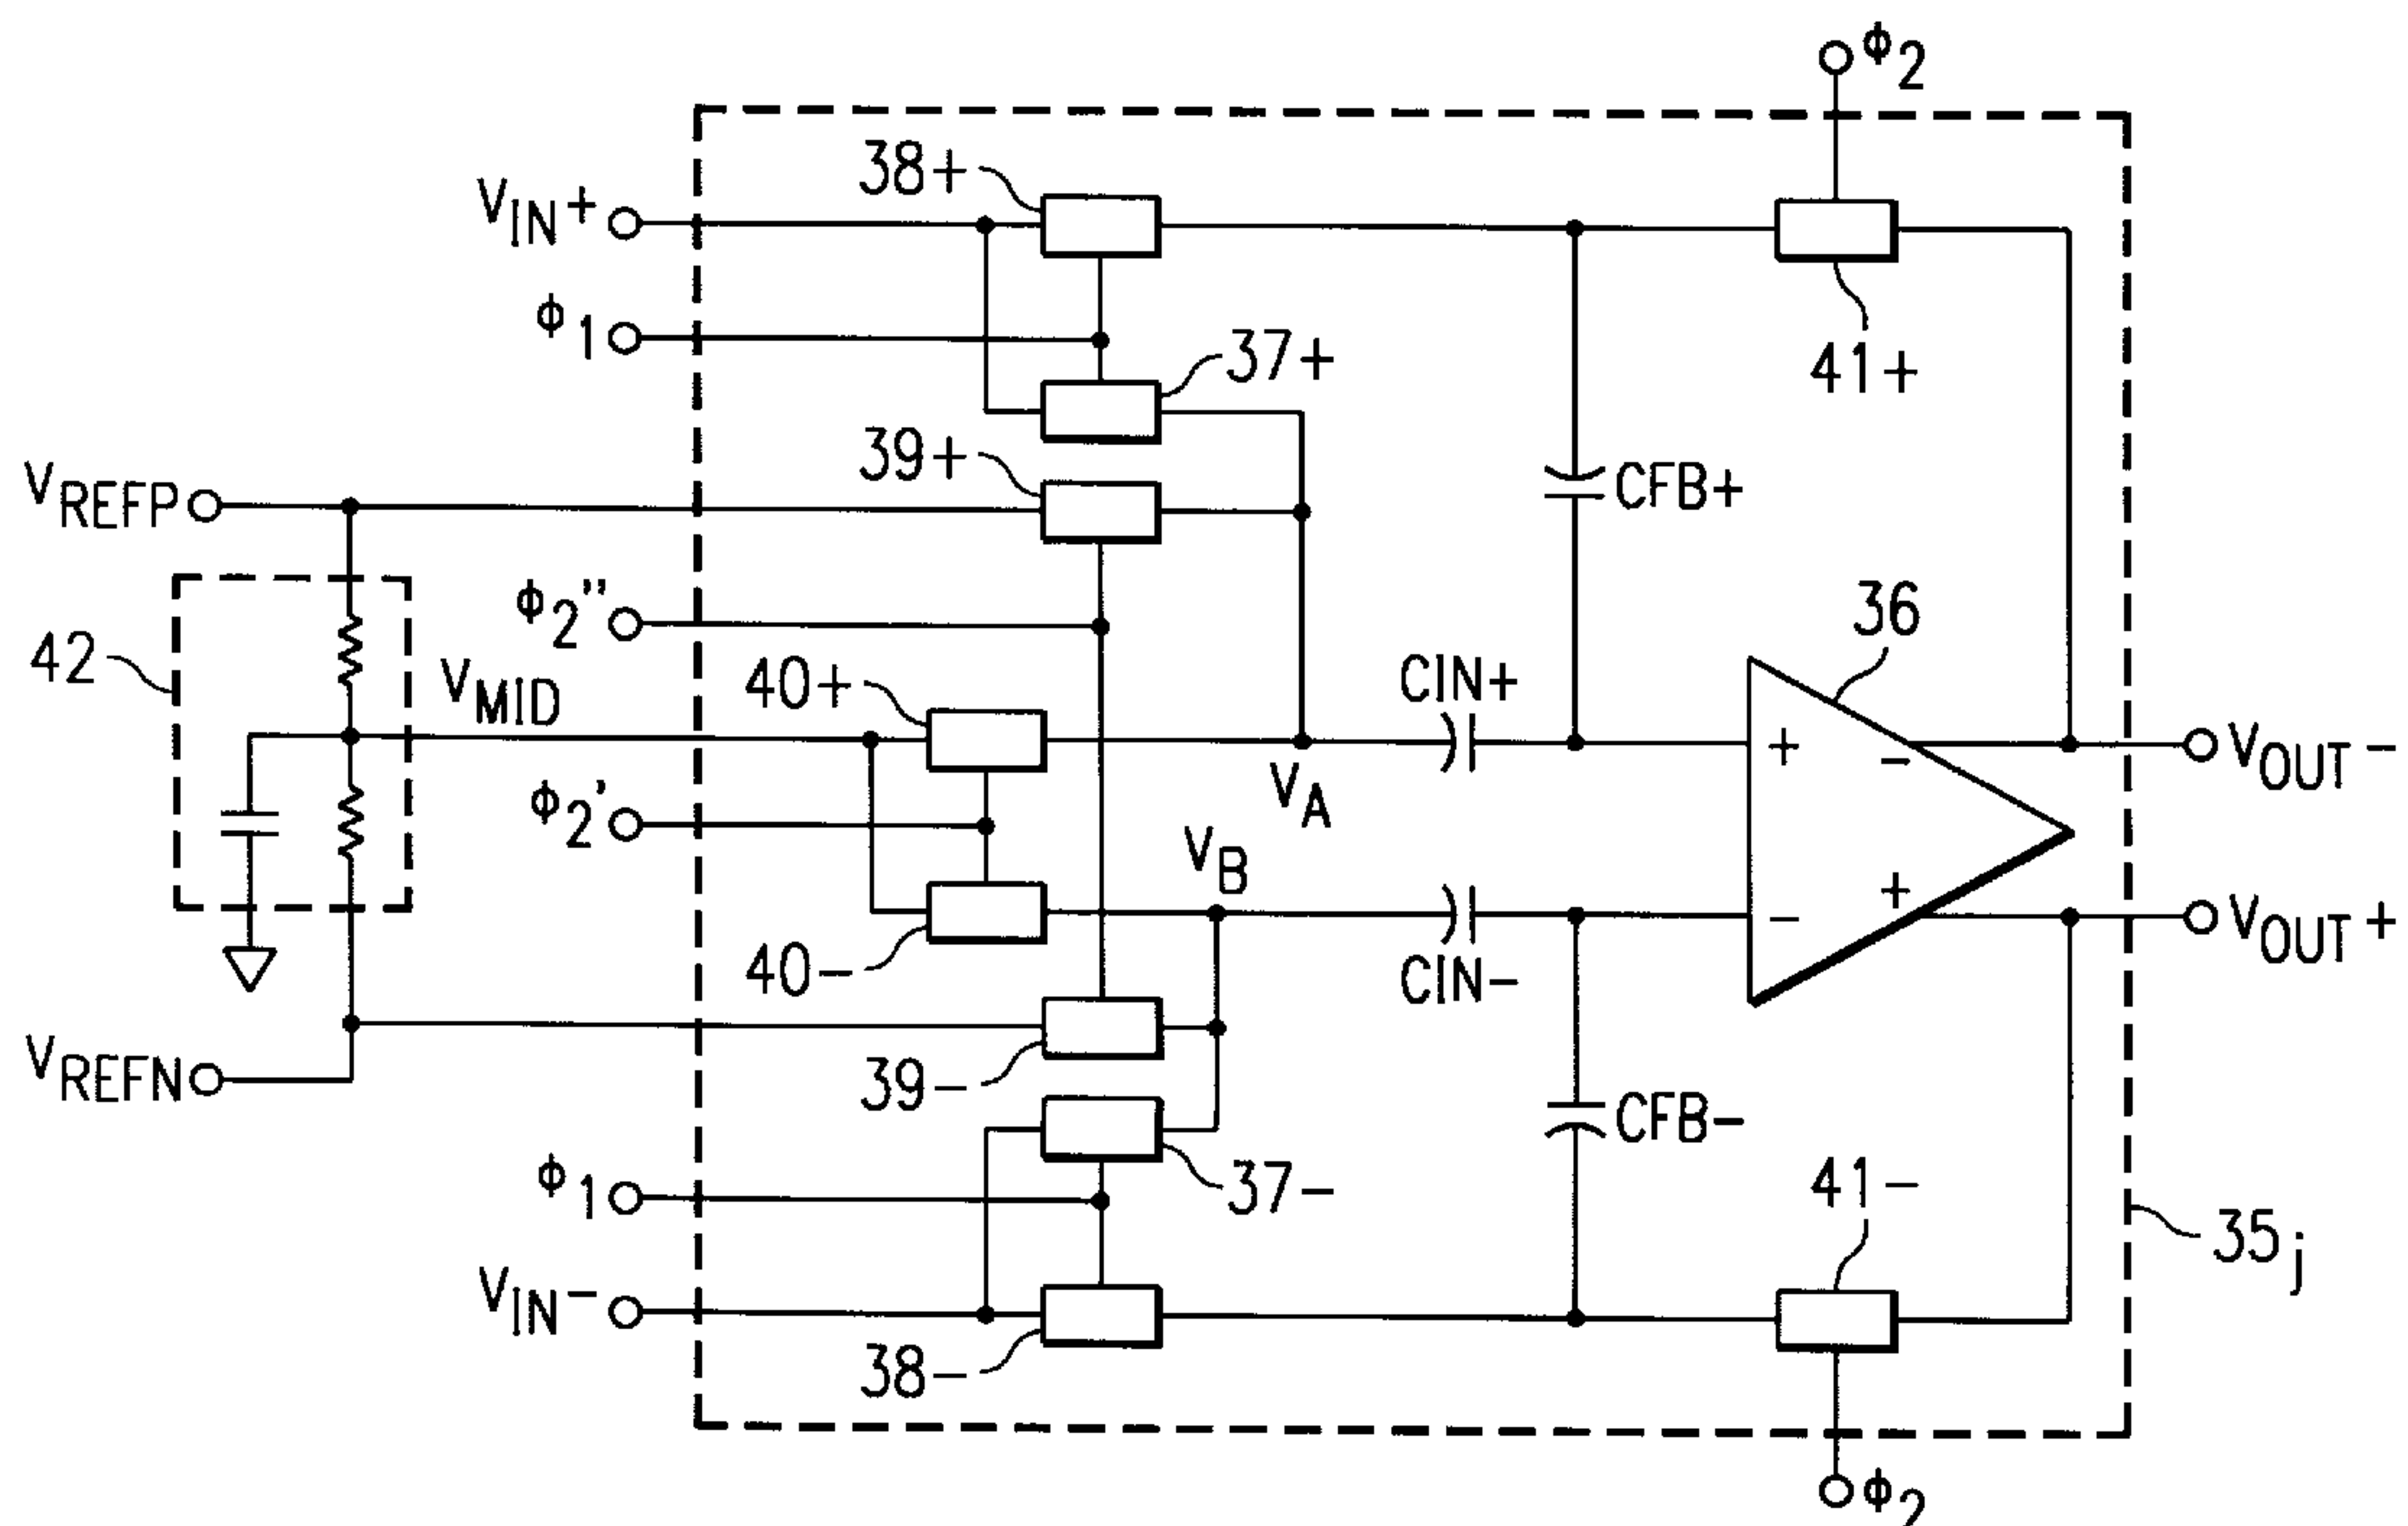 ϕ2
38+
VIN+
ϕ1
37+
41+
39+
VREFP
CFB+
ϕ2"
36
42
VMID
40+
CIN+
+
−
VOUT−
VA
ϕ2'
VB
−
+
VOUT+
40−
CIN−
VREFN
39−
CFB−
ϕ1
37−
41−
35j
VIN−
38−
ϕ2